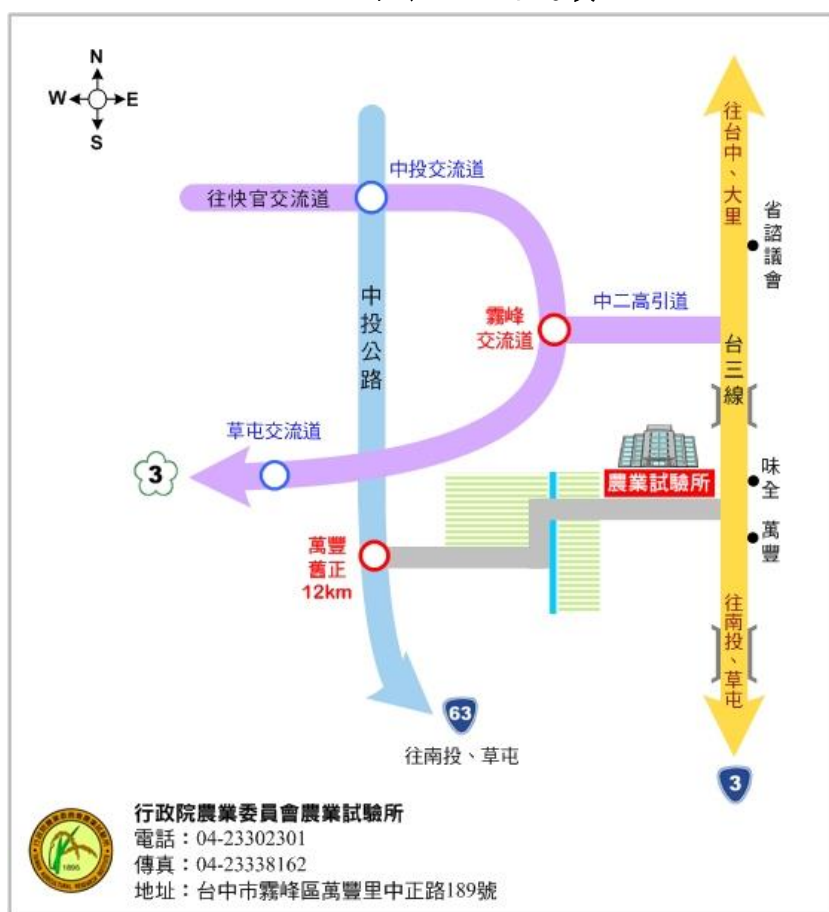 N
W E
S
往台中、大里
中投交流道
往快官交流道
省諮議會
中投公路
霧峰
交流道
中二高引道
台三線
草屯交流道
3
農業試驗所
味全
萬豐
萬豐
舊正
12km
往南投、草屯
63
往南投、草屯
3
行政院農業委員會農業試驗所
電話：04-23302301
傳真：04-23338162
地址：台中市霧峰區萬豐里中正路189號
1895